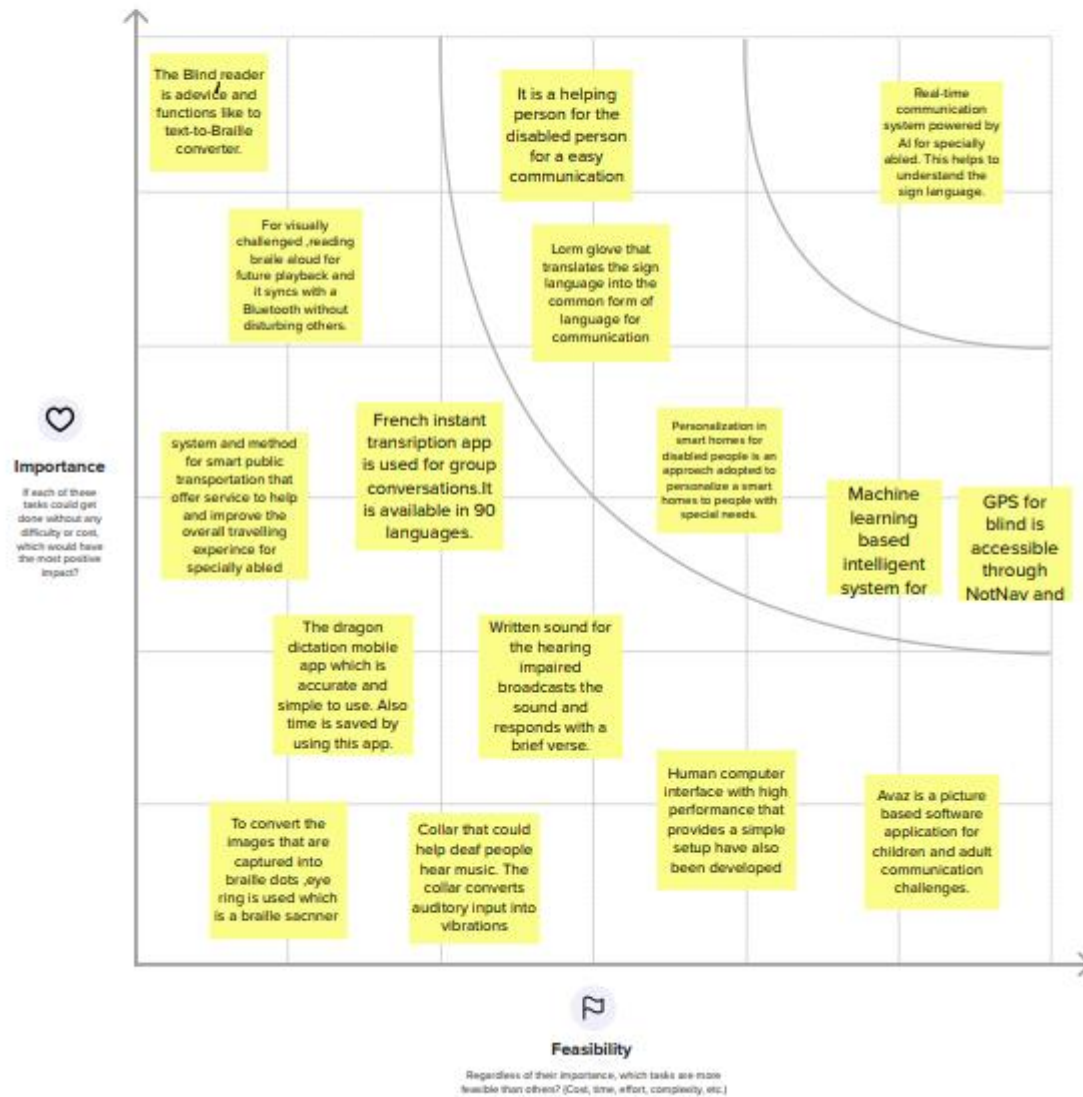 The Blind reader
is adevice and
functions like to
text-to-Braille
converter.
It is a helping
person for the
disabled person
for a easy
communication
Real-time
communication
system powered by
AI for specially
abled. This helps to
understand the
sign language.
For visually
challenged ,reading
braile aloud for
future playback and
it syncs with a
Bluetooth without
disturbing others.
Lorm glove that
translates the sign
language into the
common form of
language for
communication
Importance
If each of these
tasks could get
done without any
difficulty or cost,
which would have
the most positive
impact?
system and method
for smart public
transportation that
offer service to help
and improve the
overall travelling
experince for
specially abled
French instant
transription app
is used for group
conversations.It
is available in 90
languages.
Personalization in
smart homes for
disabled people is an
approach adopted to
personalize a smart
homes to people with
special needs.
Machine
learning
based
intelligent
system for
GPS for
blind is
accessible
through
NotNav and
The dragon
dictation mobile
app which is
accurate and
simple to use. Also
time is saved by
using this app.
Written sound for
the hearing
impaired
broadcasts the
sound and
responds with a
brief verse.
Human computer
interface with high
performance that
provides a simple
setup have also
been developed
Avaz is a picture
based software
application for
children and adult
communication
challenges.
To convert the
images that are
captured into
braille dots ,eye
ring is used which
is a braille sacnner
Collar that could
help deaf people
hear music. The
collar converts
auditory input into
vibrations
Feasibility
Regardless of their importance, which tasks are more
feasible than others? (Cost, time, effort, complexity, etc.)